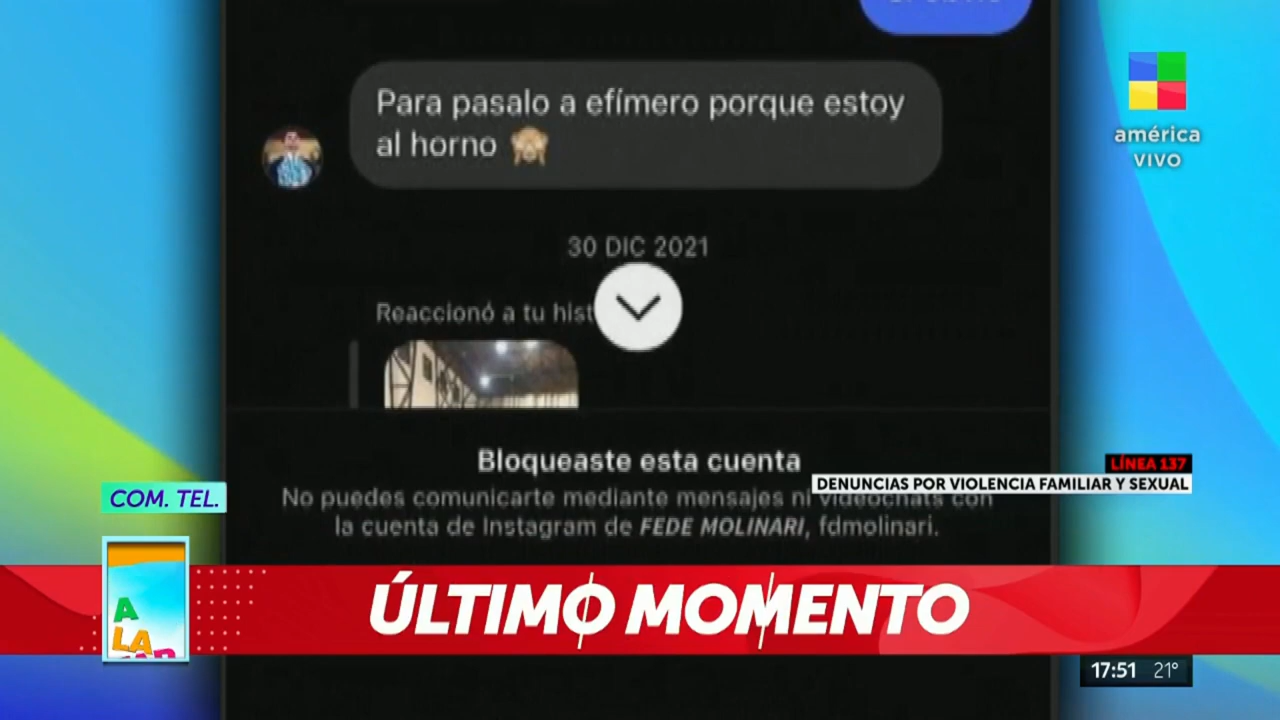 Para pasalo a efímero porque estoy
al horno
américa
VIVO
30 DIC 2021
Reaccionó a tu hist
Bloqueaste esta cuenta
LÍNEA 137
DENUNCIAS POR VIOLENCIA FAMILIAR Y SEXUAL
No puedes comunicarte mediante mensajes ni videochats con
la cuenta de Instagram de FEDE MOLINARI, fdmolinari.
COM. TEL.
A
LA
ÚLTIMO MOMENTO
17:51 21°